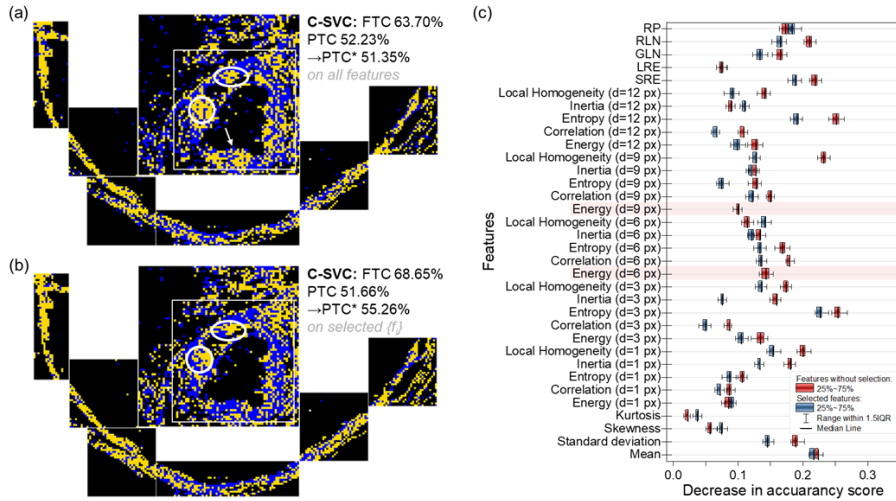 (a)
C-SVC: FTC 63.70%
PTC 52.23%
→PTC* 51.35%
on all features
(b)
C-SVC: FTC 68.65%
PTC 51.66%
→PTC* 55.26%
on selected {fᵢ}
(c)
Features
RP
RLN
GLN
LRE
SRE
Local Homogeneity (d=12 px)
Inertia (d=12 px)
Entropy (d=12 px)
Correlation (d=12 px)
Energy (d=12 px)
Local Homogeneity (d=9 px)
Inertia (d=9 px)
Entropy (d=9 px)
Correlation (d=9 px)
Energy (d=9 px)
Local Homogeneity (d=6 px)
Inertia (d=6 px)
Entropy (d=6 px)
Correlation (d=6 px)
Energy (d=6 px)
Local Homogeneity (d=3 px)
Inertia (d=3 px)
Entropy (d=3 px)
Correlation (d=3 px)
Energy (d=3 px)
Local Homogeneity (d=1 px)
Inertia (d=1 px)
Entropy (d=1 px)
Correlation (d=1 px)
Energy (d=1 px)
Kurtosis
Skewness
Standard deviation
Mean
Features without selection:
25%~75%
Selected features:
25%~75%
Range within 1.5IQR
Median Line
0.0 0.1 0.2 0.3
Decrease in accuarancy score